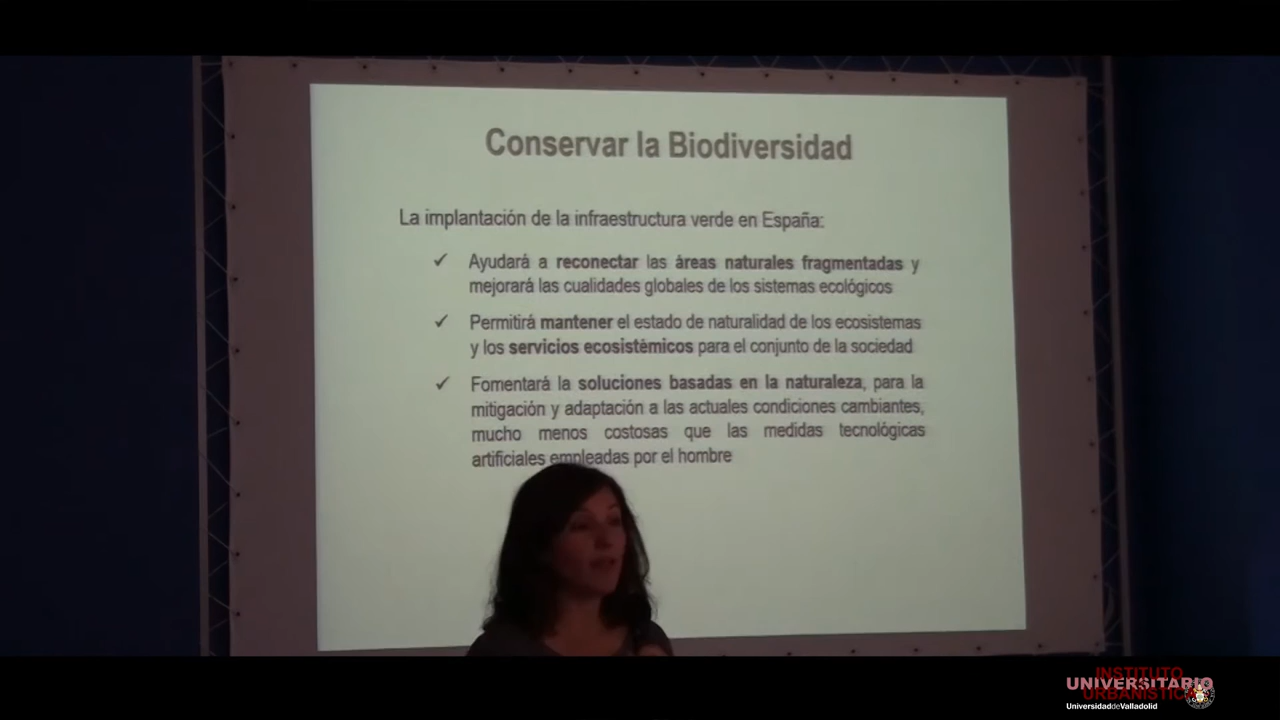 Conservar la Biodiversidad
La implantación de la infraestructura verde en España:
✓ Ayudará a reconectar las áreas naturales fragmentadas y
mejorará las cualidades globales de los sistemas ecológicos
✓ Permitirá mantener el estado de naturalidad de los ecosistemas
y los servicios ecosistémicos para el conjunto de la sociedad
✓ Fomentará la soluciones basadas en la naturaleza, para la
mitigación y adaptación a las actuales condiciones cambiantes,
mucho menos costosas que las medidas tecnológicas
artificiales empleadas por el hombre
INSTITUTO
UNIVERSITARIO
URBANÍSTICA
UniversidaddeValladolid